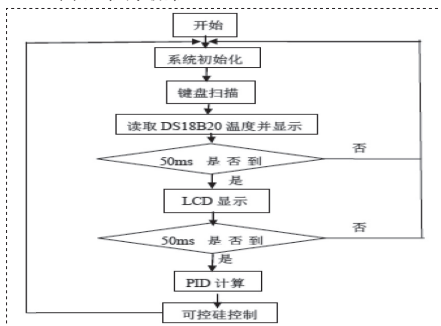 开始
系统初始化
键盘扫描
读取 DS18B20 温度并显示
50ms 是 否 到
否
是
LCD 显示
50ms 是 否 到
否
是
PID 计算
可控硅控制